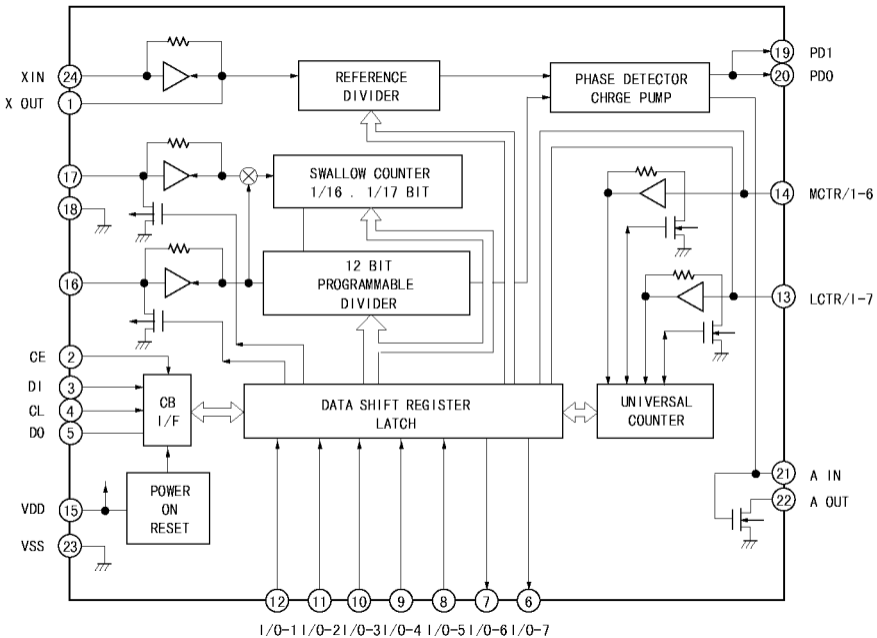 XIN
24
X OUT
1
17
18
16
CE
2
DI
3
CL
4
DO
5
VDD
15
VSS
23
REFERENCE
DIVIDER
PHASE DETECTOR
CHRGE PUMP
19
PD1
20
PD0
SWALLOW COUNTER
1/16 . 1/17 BIT
14
MCTR/1-6
12 BIT
PROGRAMMABLE
DIVIDER
13
LCTR/I-7
CB
I/F
DATA SHIFT REGISTER
LATCH
UNIVERSAL
COUNTER
POWER
ON
RESET
21
A IN
22
A OUT
12 11 10 9 8 7 6
I/O-1 I/O-2 I/O-3 I/O-4 I/O-5 I/O-6 I/O-7